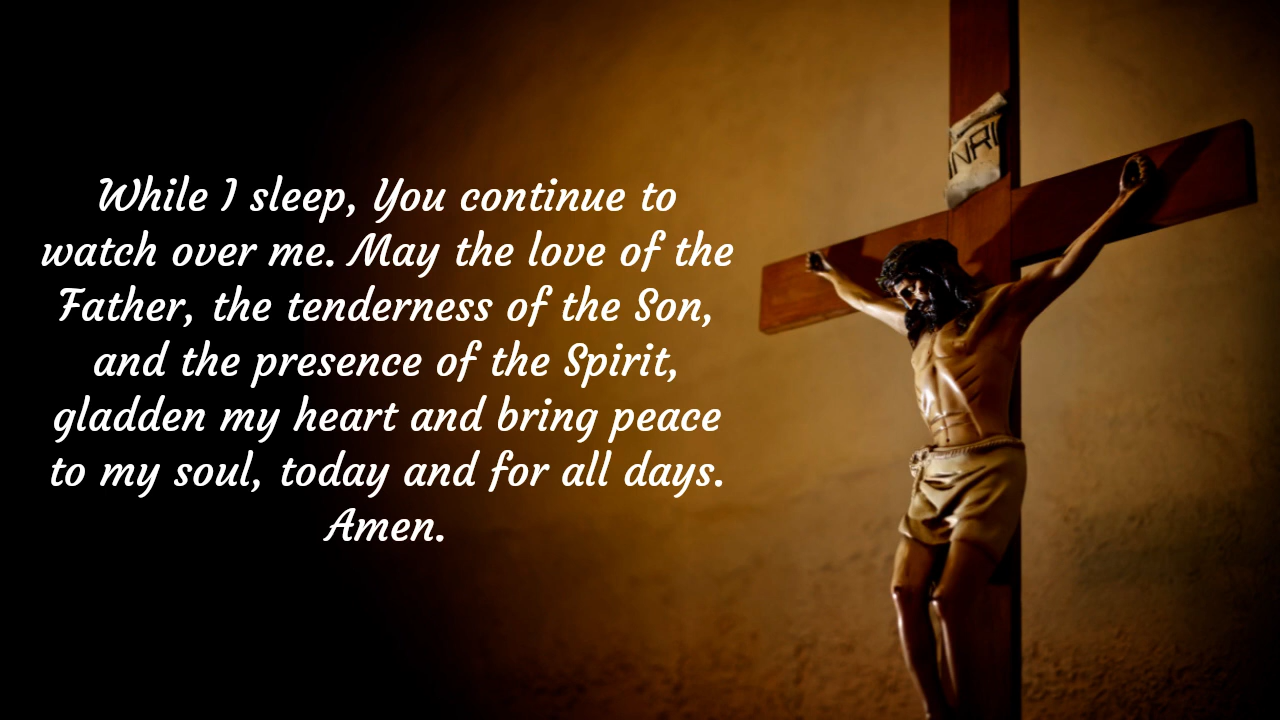 While I sleep, You continue to
watch over me. May the love of the
Father, the tenderness of the Son,
and the presence of the Spirit,
gladden my heart and bring peace
to my soul, today and for all days.
Amen.
INRI